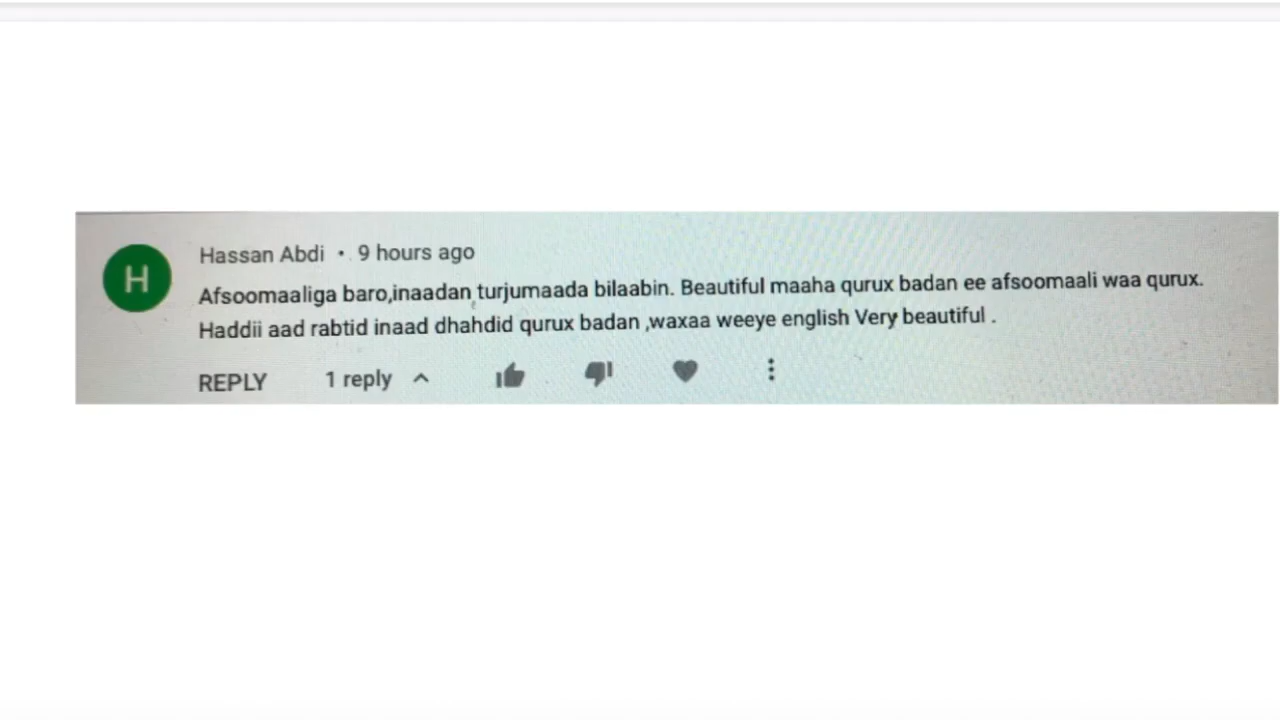 H
Hassan Abdi • 9 hours ago
Afsoomaaliga baro,inaadan turjumaada bilaabin. Beautiful maaha qurux badan ee afsoomaali waa qurux.
Haddii aad rabtid inaad dhahdid qurux badan ,waxaa weeye english Very beautiful .
REPLY 1 reply